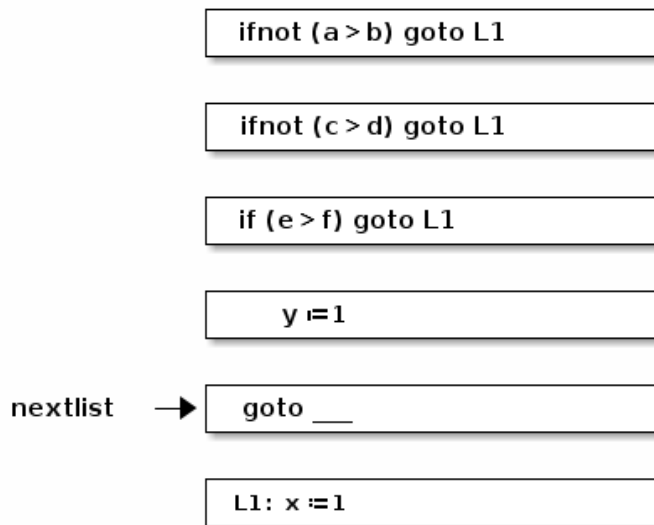 ifnot (a > b) goto L1
ifnot (c > d) goto L1
if (e > f) goto L1
y := 1
nextlist goto ___
L1: x := 1